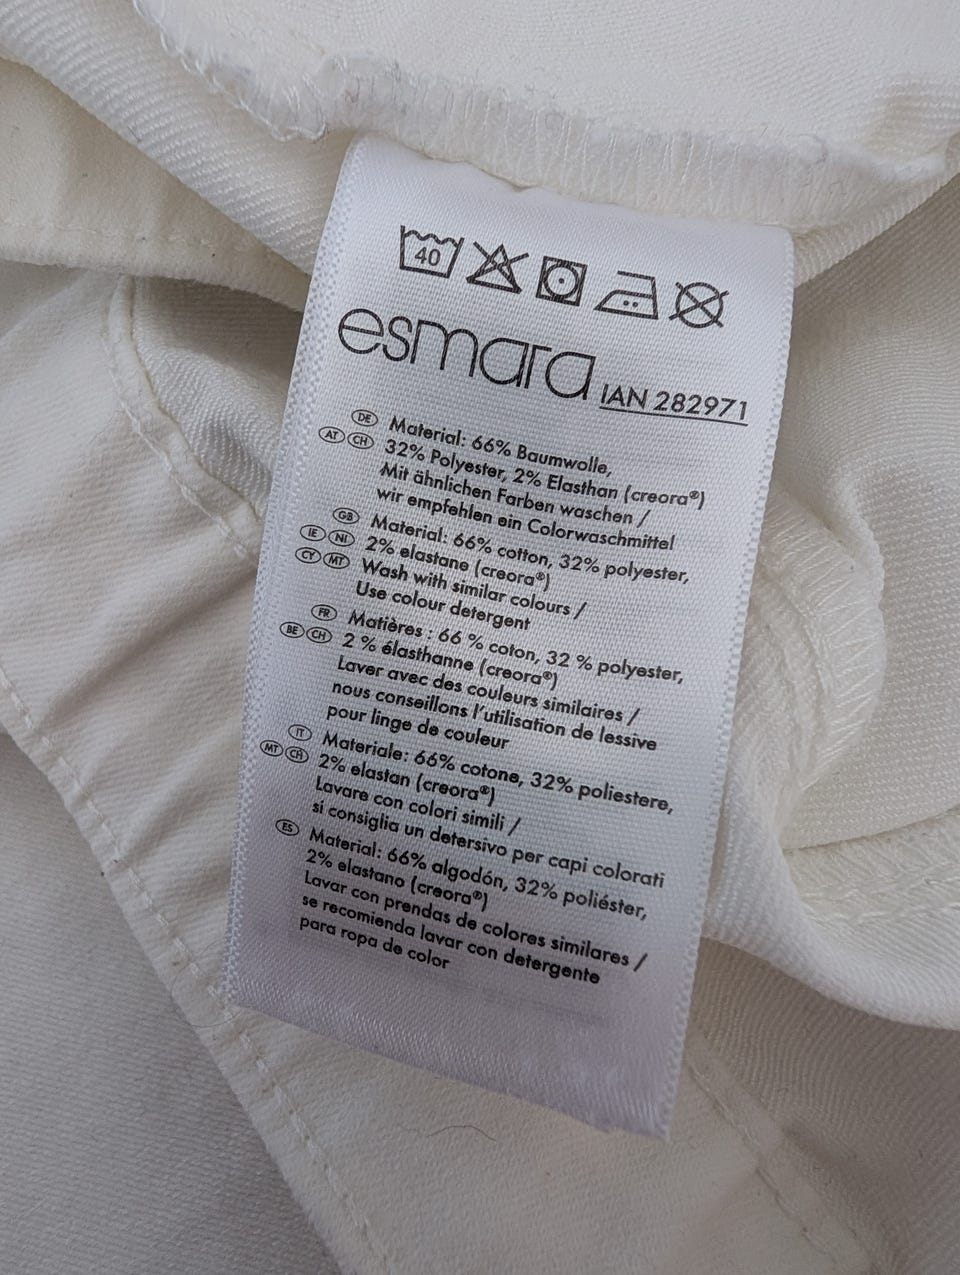 40
esmara IAN 282971
DE Material: 66% Baumwolle,
AT CH 32% Polyester, 2% Elasthan (creora®)
Mit ähnlichen Farben waschen /
wir empfehlen ein Colorwaschmittel
GB Material: 66% cotton, 32% polyester,
IE NI 2% elastane (creora®)
CY MT Wash with similar colours /
Use colour detergent
FR Matières : 66 % coton, 32 % polyester,
BE CH 2 % élasthanne (creora®)
Laver avec des couleurs similaires /
nous conseillons l'utilisation de lessive
pour linge de couleur
IT Materiale: 66% cotone, 32% poliestere,
MT CH 2% elastan (creora®)
Lavare con colori simili /
si consiglia un detersivo per capi colorati
ES Material: 66% algodón, 32% poliéster,
2% elastano (creora®)
Lavar con prendas de colores similares /
se recomienda lavar con detergente
para ropa de color